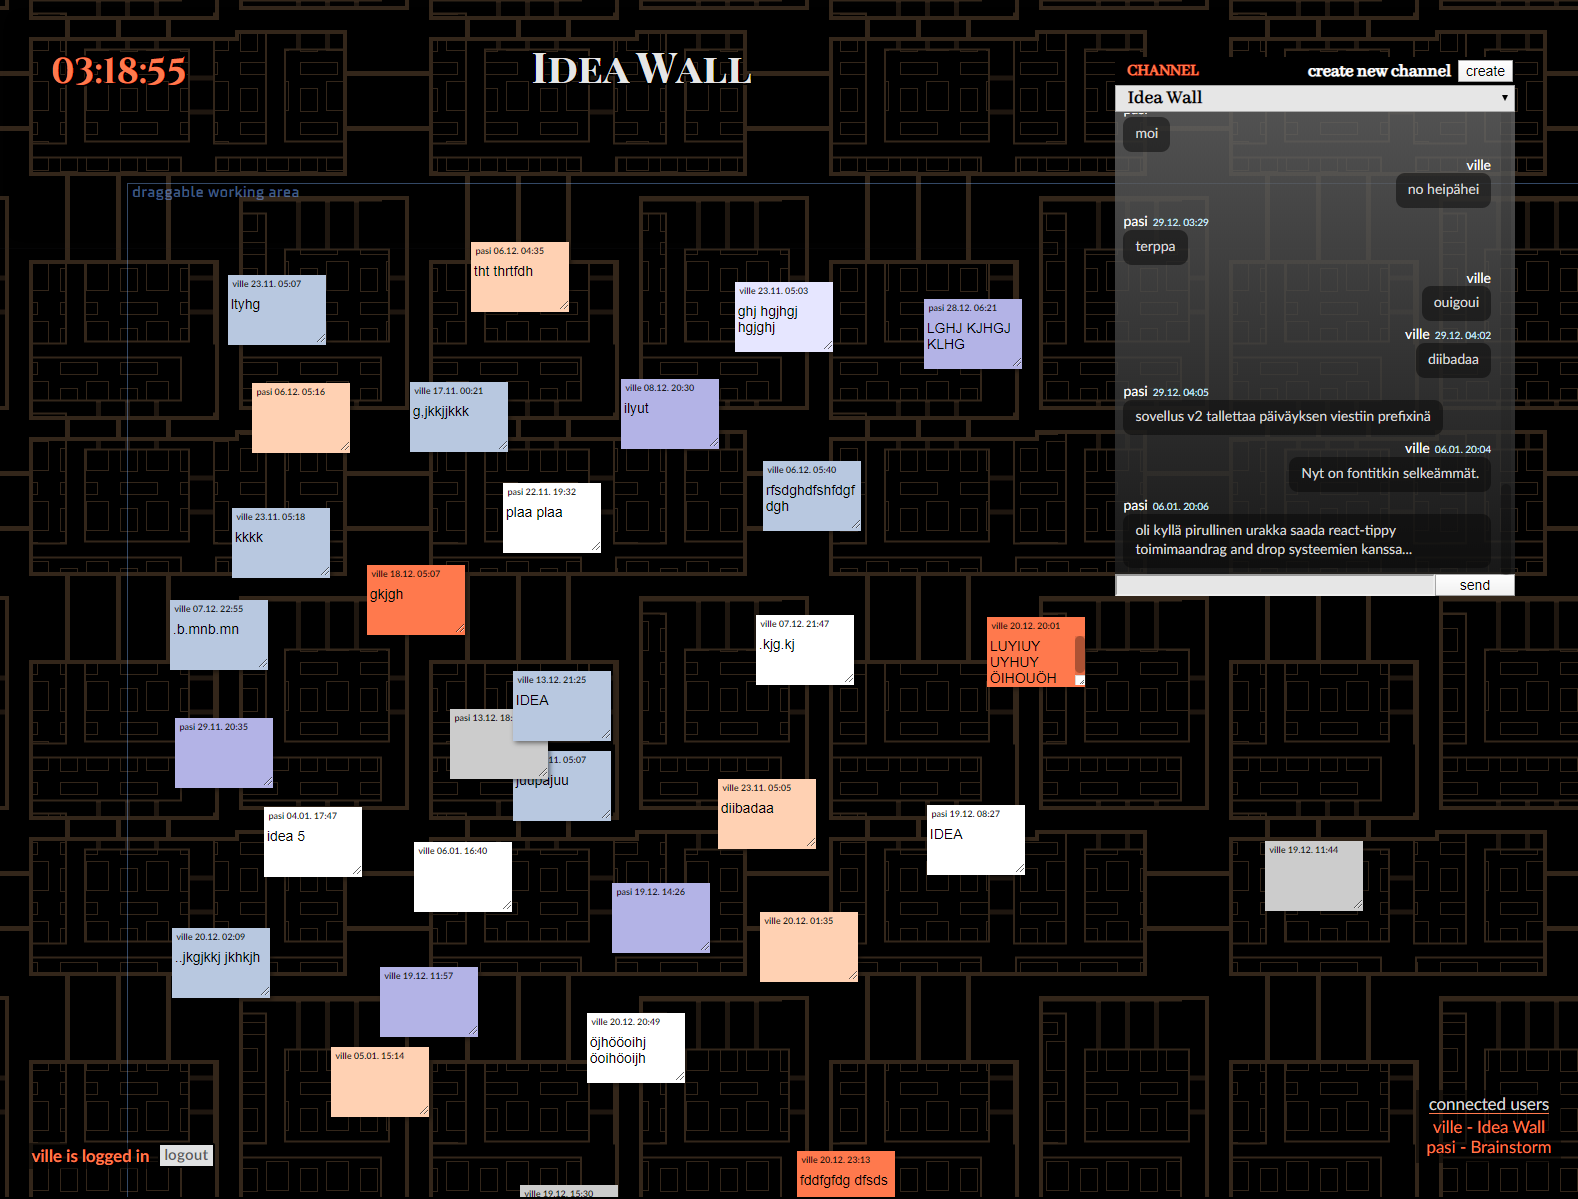 03:18:55
IDEA WALL
CHANNEL
create new channel
create
Idea Wall
pasi
moi
ville
no heipähei
pasi 29.12. 03:29
terppa
ville
ouigoui
ville 29.12. 04:02
diibadaa
pasi 29.12. 04:05
sovellus v2 tallettaa päiväyksen viestiin prefixinä
ville 06.01. 20:04
Nyt on fontitkin selkeämmät.
pasi 06.01. 20:06
oli kyllä pirullinen urakka saada react-tippy
toimimaandrag and drop systeemien kanssa...
send
draggable working area
pasi 06.12. 04:35
tht thrtfdh
ville 23.11. 05:07
ltyhg
ville 23.11. 05:03
ghj hgjhgj
hgjghj
pasi 28.12. 06:21
LGHJ KJHGJ
KLHG
pasi 06.12. 05:16
ville 17.11. 00:21
g,jkkjjkkk
ville 08.12. 20:30
ilyut
ville 06.12. 05:40
rfsdghdfshfdgf
dgh
pasi 22.11. 19:32
plaa plaa
ville 23.11. 05:18
kkkk
ville 18.12. 05:07
gkjgh
ville 07.12. 22:55
.b.mnb.mn
ville 07.12. 21:47
.kjg.kj
ville 20.12. 20:01
LUYIUY
UYHUY
ÖIHOUÖH
ville 13.12. 21:25
IDEA
pasi 13.12. 18:
11. 05:07
pasi 29.11. 20:35
ville 23.11. 05:05
diibadaa
pasi 04.01. 17:47
idea 5
pasi 19.12. 08:27
IDEA
ville 06.01. 16:40
ville 19.12. 11:44
pasi 19.12. 14:26
ville 20.12. 01:35
ville 20.12. 02:09
..jkgjkkj jkhkjh
ville 19.12. 11:57
ville 20.12. 20:49
öjhööoihj
öoihöoijh
ville 05.01. 15:14
ville 20.12. 23:13
fddfgfdg dfsds
ville 19.12. 15:30
ville is logged in
logout
connected users
ville - Idea Wall
pasi - Brainstorm